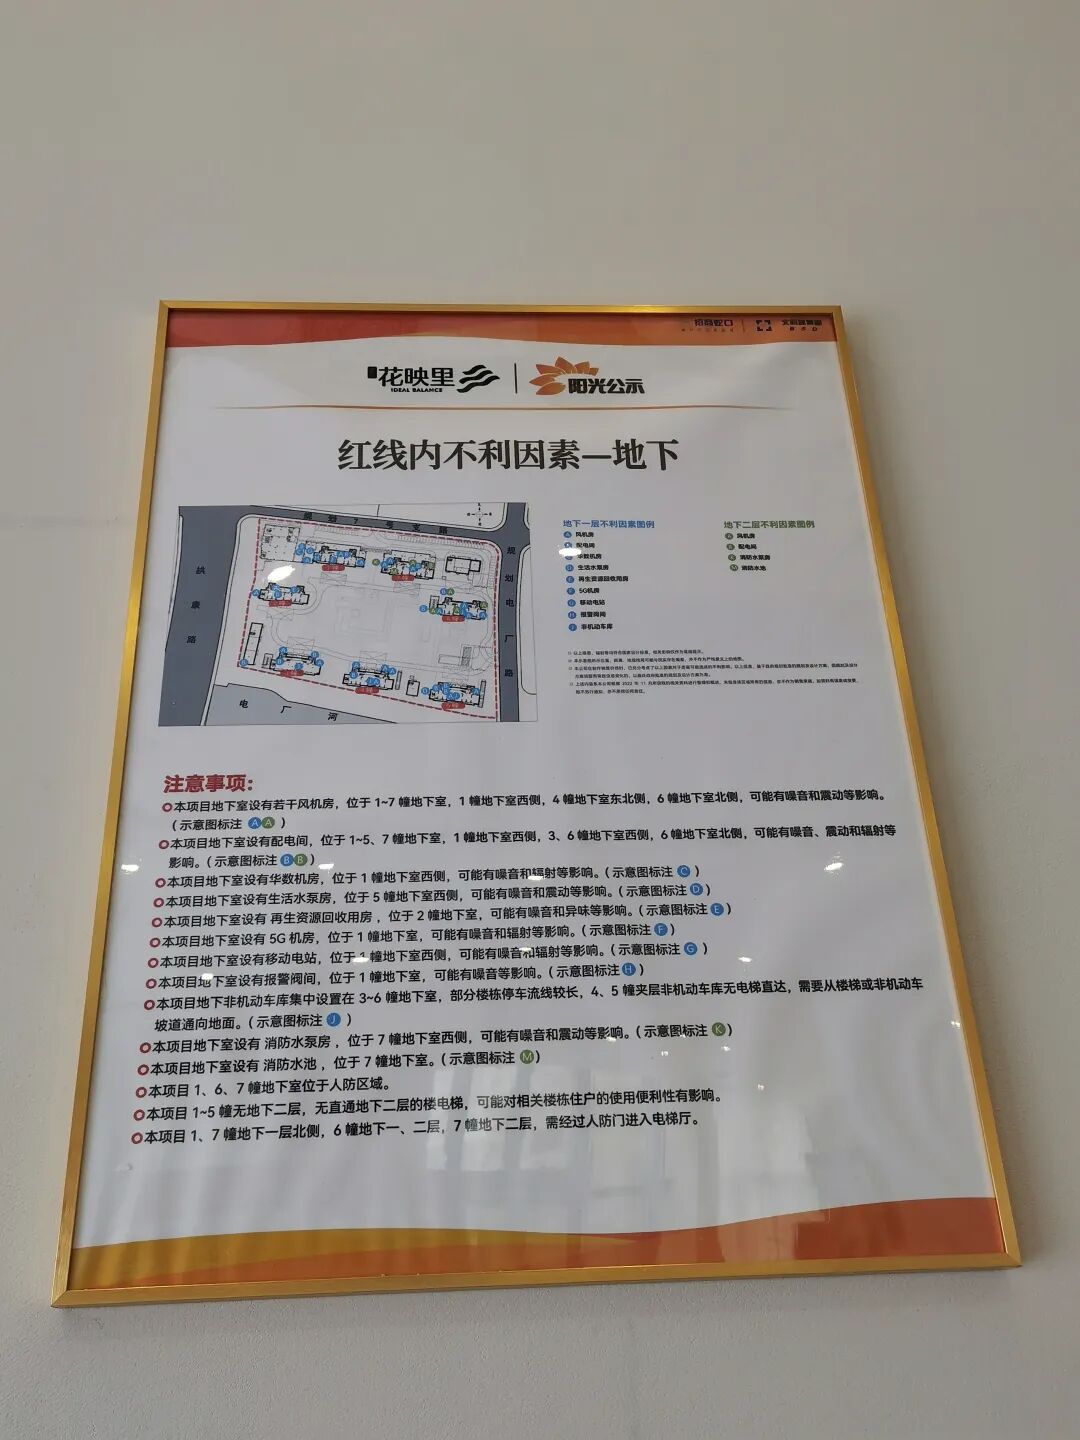 招商蛇口
花映里
IDEAL BALANCE
阳光公示
红线内不利因素—地下
规划7号支路
拱康路
规划电厂路
电厂河
地下一层不利因素图例
A 风机房
配电间
华数机房
D 生活水泵房
E 再生资源回收用房
F 5G机房
G 移动电站
H 报警阀间
J 非机动车库
地下二层不利因素图例
A 风机房
B 配电间
K 消防水泵房
M 消防水池
注意事项：
本项目地下室设有若干风机房，位于 1~7 幢地下室，1 幢地下室西侧，4 幢地下室东北侧，6 幢地下室北侧，可能有噪音和震动等影响。
（示意图标注 A A ）
本项目地下室设有配电间，位于 1~5、7 幢地下室，1 幢地下室西侧，3、6 幢地下室西侧，6 幢地下室北侧，可能有噪音、震动和辐射等
影响。（示意图标注 B B ）
本项目地下室设有华数机房，位于 1 幢地下室西侧，可能有噪音和辐射等影响。（示意图标注 C ）
本项目地下室设有生活水泵房，位于 5 幢地下室西侧，可能有噪音和震动等影响。（示意图标注 D ）
本项目地下室设有 再生资源回收用房 ，位于 2 幢地下室，可能有噪音和异味等影响。（示意图标注 E ）
本项目地下室设有 5G 机房，位于 1 幢地下室，可能有噪音和辐射等影响。（示意图标注 F ）
本项目地下室设有移动电站，位于 1 幢地下室西侧，可能有噪音和辐射等影响。（示意图标注 G ）
本项目地下室设有报警阀间，位于 1 幢地下室，可能有噪音等影响。（示意图标注 H ）
本项目地下非机动车库集中设置在 3~6 幢地下室，部分楼栋停车流线较长，4、5 幢夹层非机动车库无电梯直达，需要从楼梯或非机动车
坡道通向地面。（示意图标注 J ）
本项目地下室设有 消防水泵房 ，位于 7 幢地下室西侧，可能有噪音和震动等影响。（示意图标注 K ）
本项目地下室设有 消防水池 ，位于 7 幢地下室。（示意图标注 M ）
本项目 1、6、7 幢地下室位于人防区域。
本项目 1~5 幢无地下二层，无直通地下二层的楼电梯，可能对相关楼栋住户的使用便利性有影响。
本项目 1、7 幢地下一层北侧，6 幢地下一、二层，7 幢地下二层，需经过人防门进入电梯厅。